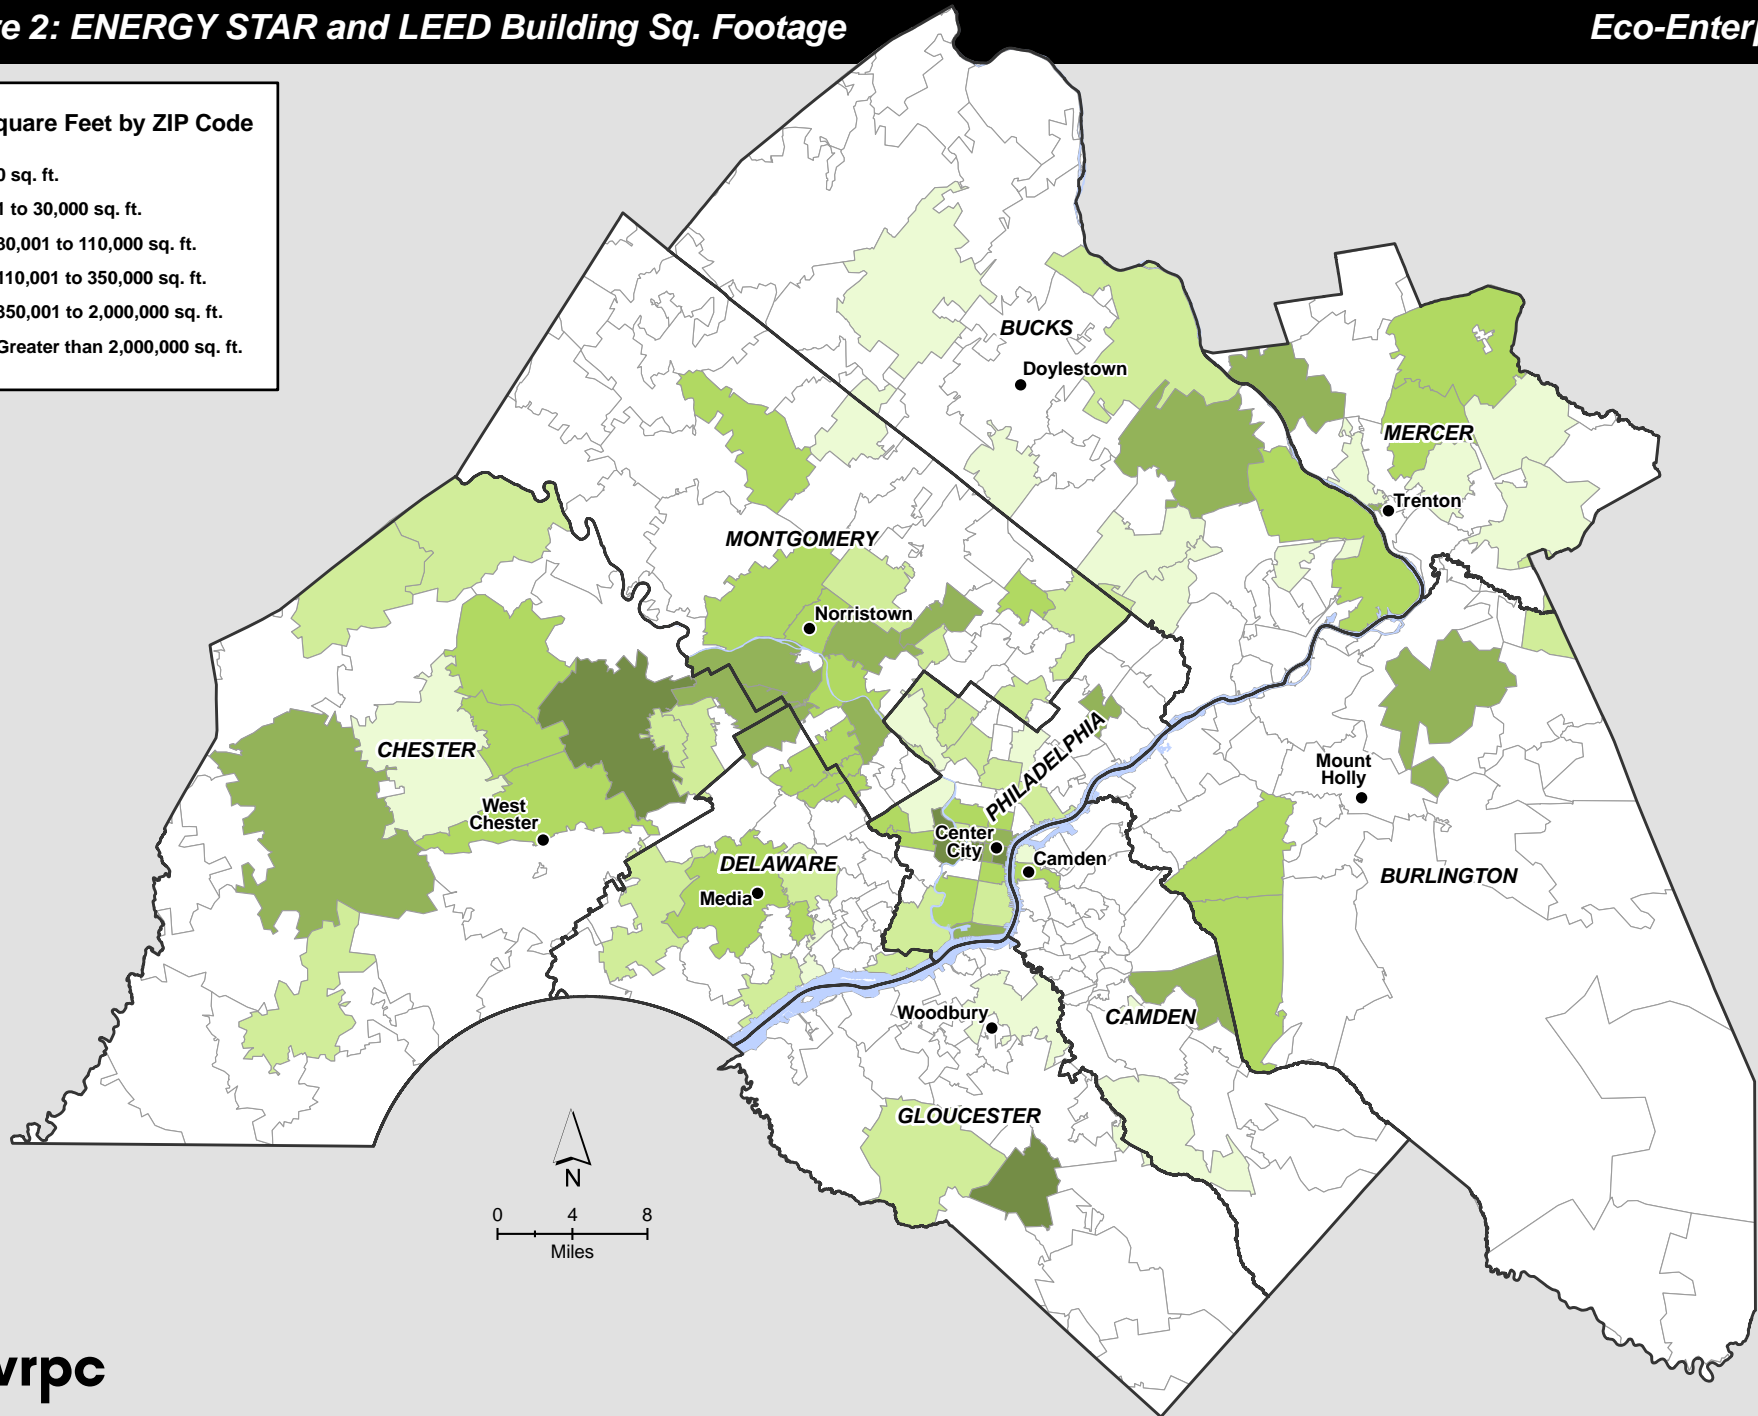 re 2: ENERGY STAR and LEED Building Sq. Footage
Eco-Enterp
quare Feet by ZIP Code
0 sq. ft.
1 to 30,000 sq. ft.
30,001 to 110,000 sq. ft.
110,001 to 350,000 sq. ft.
350,001 to 2,000,000 sq. ft.
Greater than 2,000,000 sq. ft.
BUCKS
Doylestown
MERCER
Trenton
MONTGOMERY
Norristown
CHESTER
West
Chester
PHILADELPHIA
Mount
Holly
Center
City
Camden
DELAWARE
Media
BURLINGTON
Woodbury
CAMDEN
GLOUCESTER
N
0 4 8
Miles
vrpc